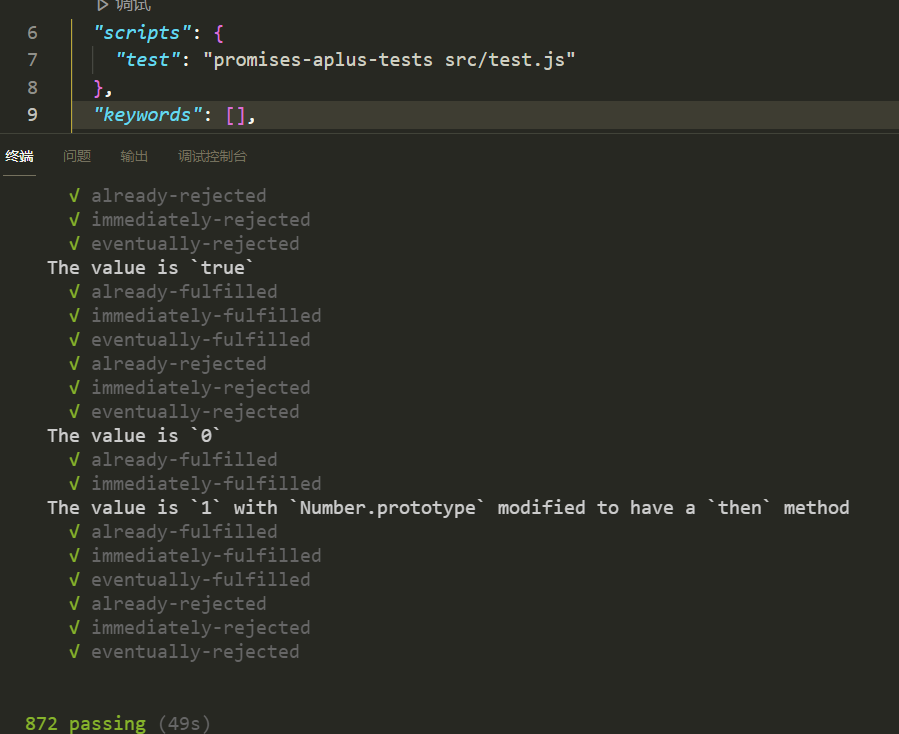 ▷ 调试
6 "scripts": {
7 "test": "promises-aplus-tests src/test.js"
8 },
9 "keywords": [],
终端 问题 输出 调试控制台
√ already-rejected
√ immediately-rejected
√ eventually-rejected
The value is `true`
√ already-fulfilled
√ immediately-fulfilled
√ eventually-fulfilled
√ already-rejected
√ immediately-rejected
√ eventually-rejected
The value is `0`
√ already-fulfilled
√ immediately-fulfilled
The value is `1` with `Number.prototype` modified to have a `then` method
√ already-fulfilled
√ immediately-fulfilled
√ eventually-fulfilled
√ already-rejected
√ immediately-rejected
√ eventually-rejected
872 passing (49s)